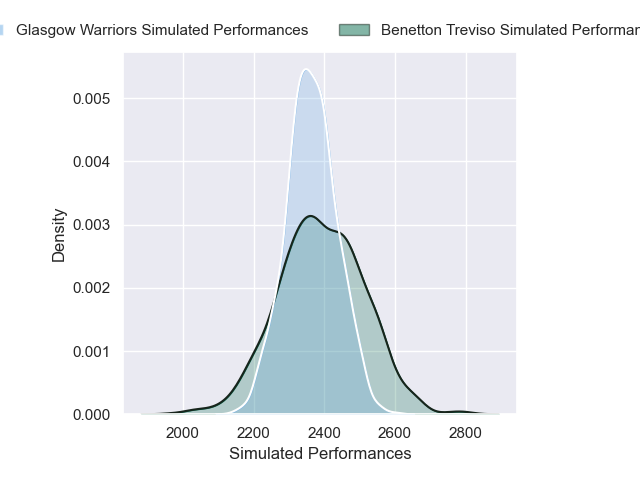 Glasgow Warriors Simulated Performances
Benetton Treviso Simulated
0.005
0.004
0.003
0.002
0.001
0.000
Density
2000
2200
2400
2600
2800
Simulated Performances